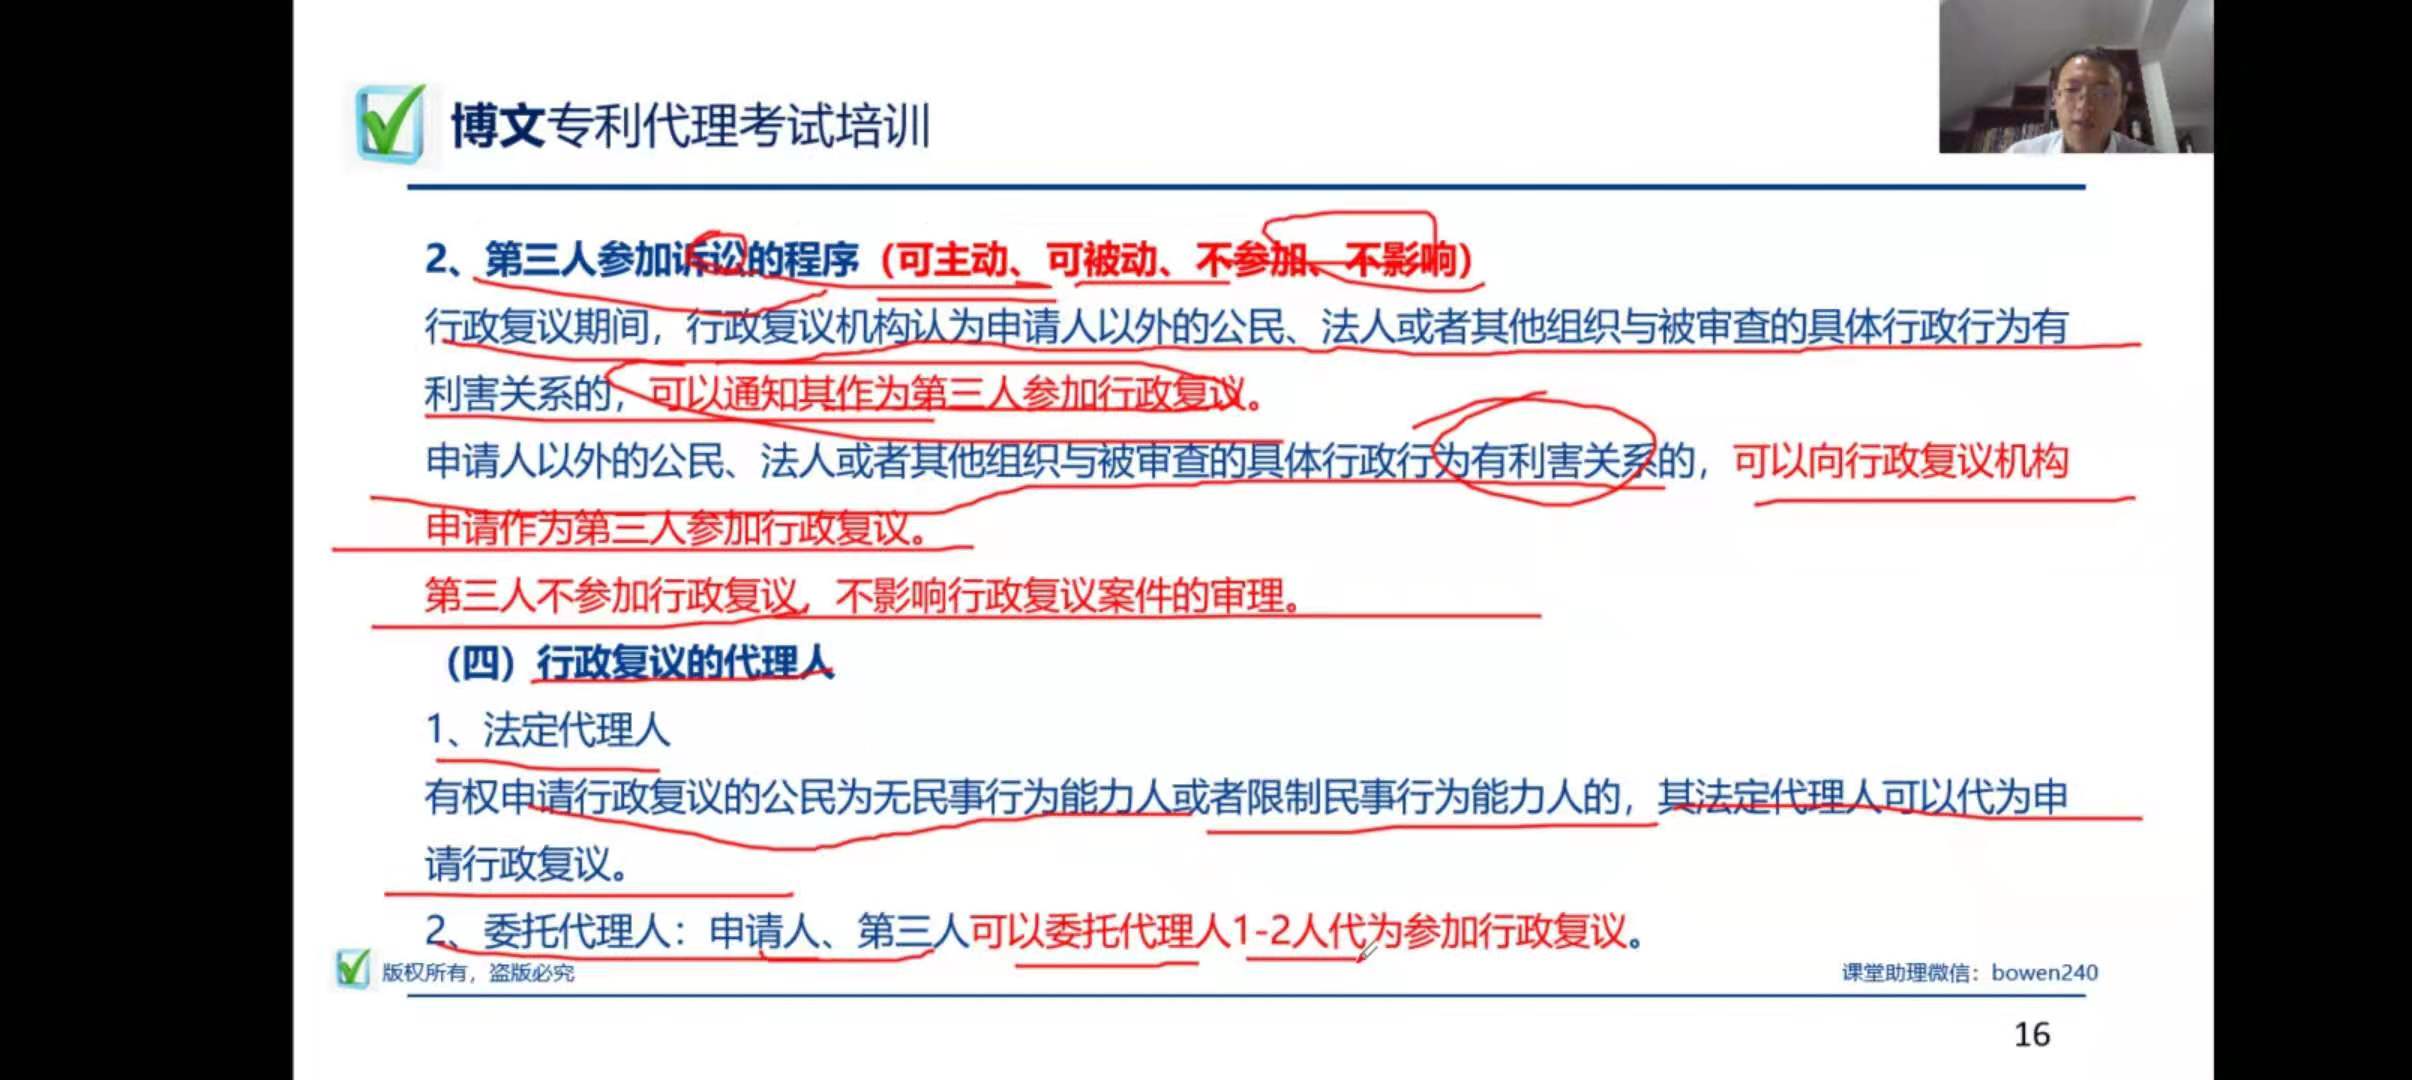 博文专利代理考试培训
2、第三人参加诉讼的程序（可主动、可被动、不参加、不影响）
行政复议期间，行政复议机构认为申请人以外的公民、法人或者其他组织与被审查的具体行政行为有
利害关系的，可以通知其作为第三人参加行政复议。
申请人以外的公民、法人或者其他组织与被审查的具体行政行为有利害关系的，可以向行政复议机构
申请作为第三人参加行政复议。
第三人不参加行政复议，不影响行政复议案件的审理。
（四）行政复议的代理人
1、法定代理人
有权申请行政复议的公民为无民事行为能力人或者限制民事行为能力人的，其法定代理人可以代为申
请行政复议。
2、委托代理人：申请人、第三人可以委托代理人1-2人代为参加行政复议。
版权所有，盗版必究
课堂助理微信：bowen240
16